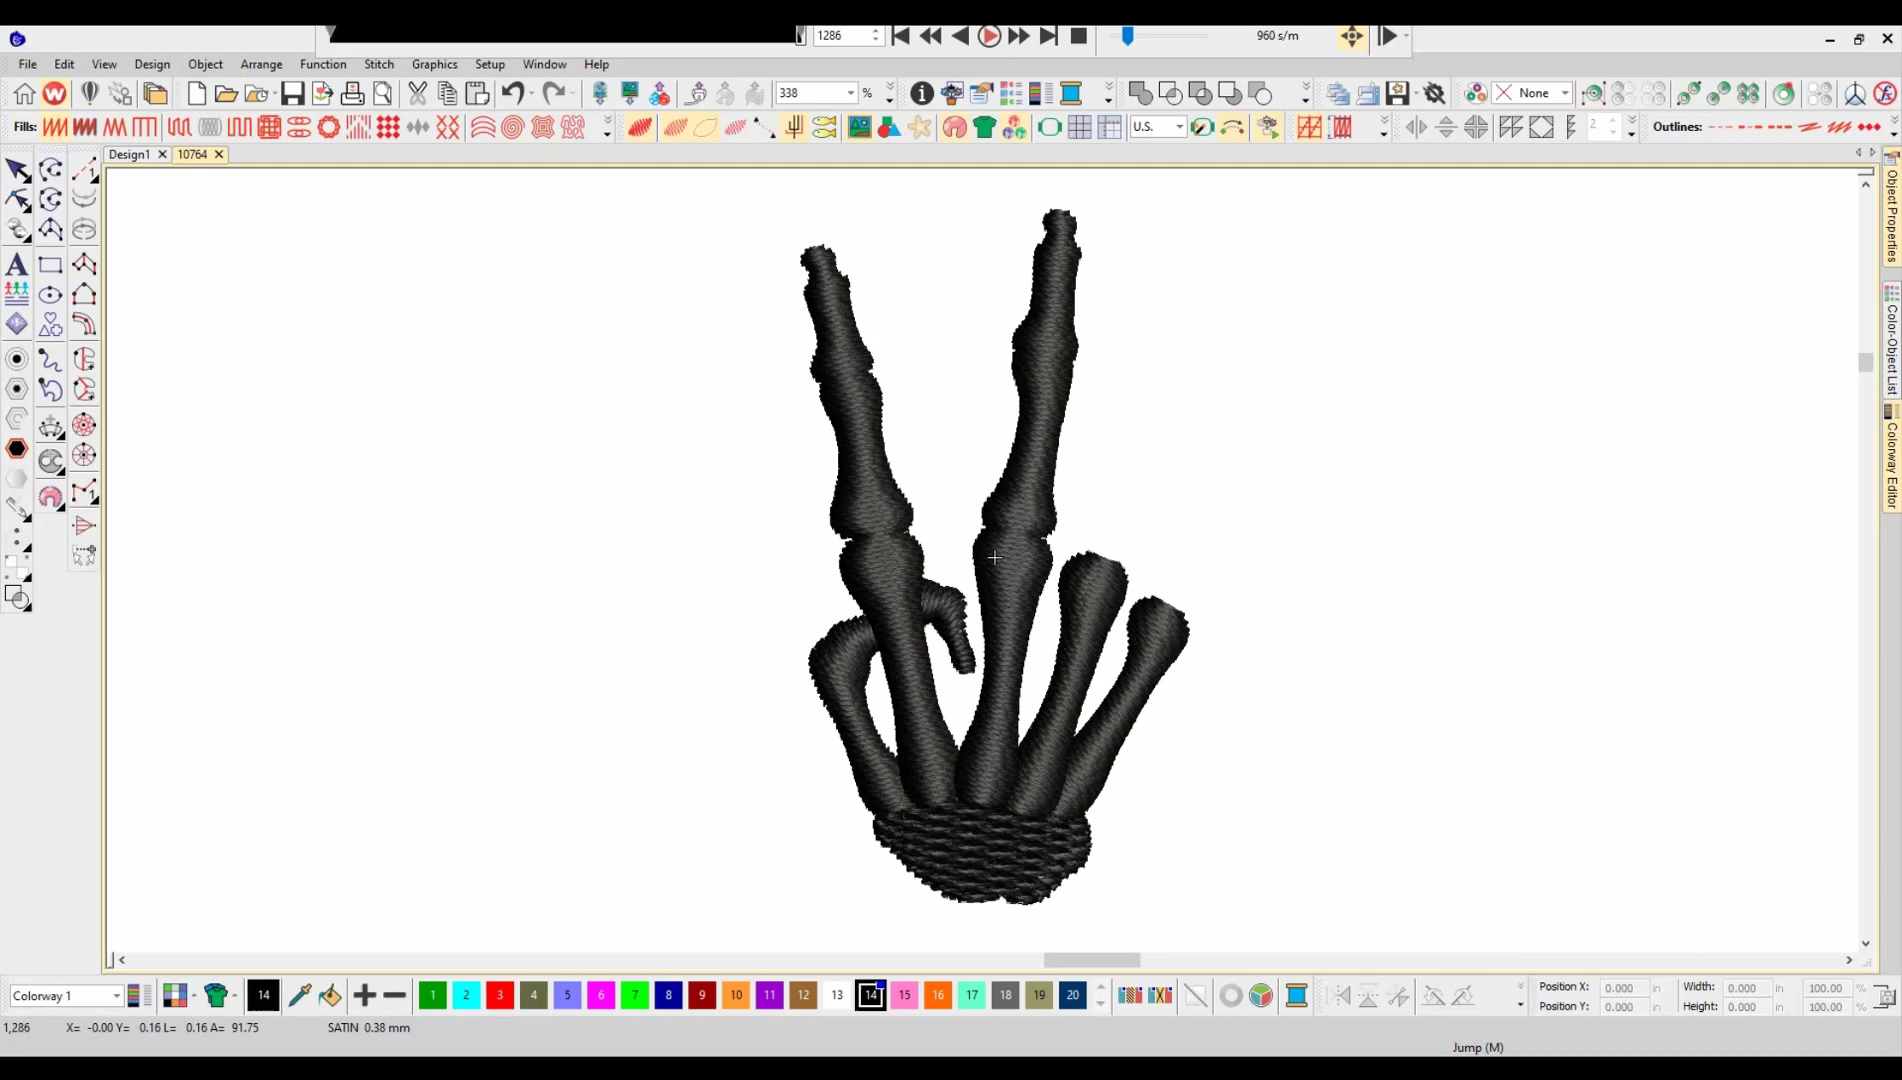 1286
960 s/m
File Edit View Design Object Arrange Function Stitch Graphics Setup Window Help
338 %
None
Fills:
U.S.
2
Outlines:
Design1
10764
Object Properties
Color-Object List
Colorway Editor
Colorway 1
14
1 2 3 4 5 6 7 8 9 10 11 12 13 14 15 16 17 18 19 20
Position X: 0.000 in Width: 0.000 in 100.00 %
Position Y: 0.000 in Height: 0.000 in 100.00 %
1,286 X= -0.00 Y= 0.16 L= 0.16 A= 91.75 SATIN 0.38 mm
Jump (M)